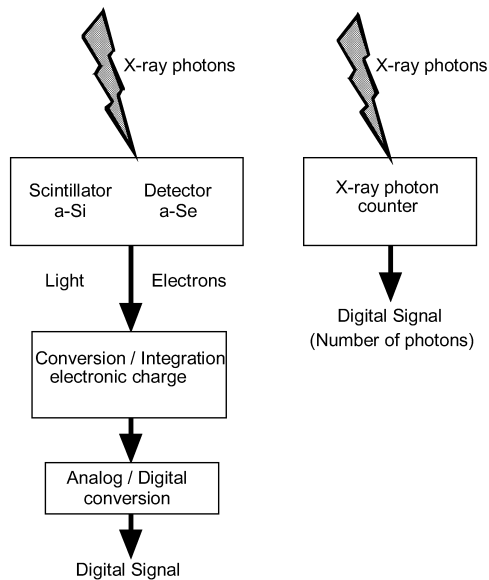 X-ray photons
Scintillator Detector
a-Si a-Se
Light Electrons
Conversion / Integration
electronic charge
Analog / Digital
conversion
Digital Signal
X-ray photons
X-ray photon
counter
Digital Signal
(Number of photons)